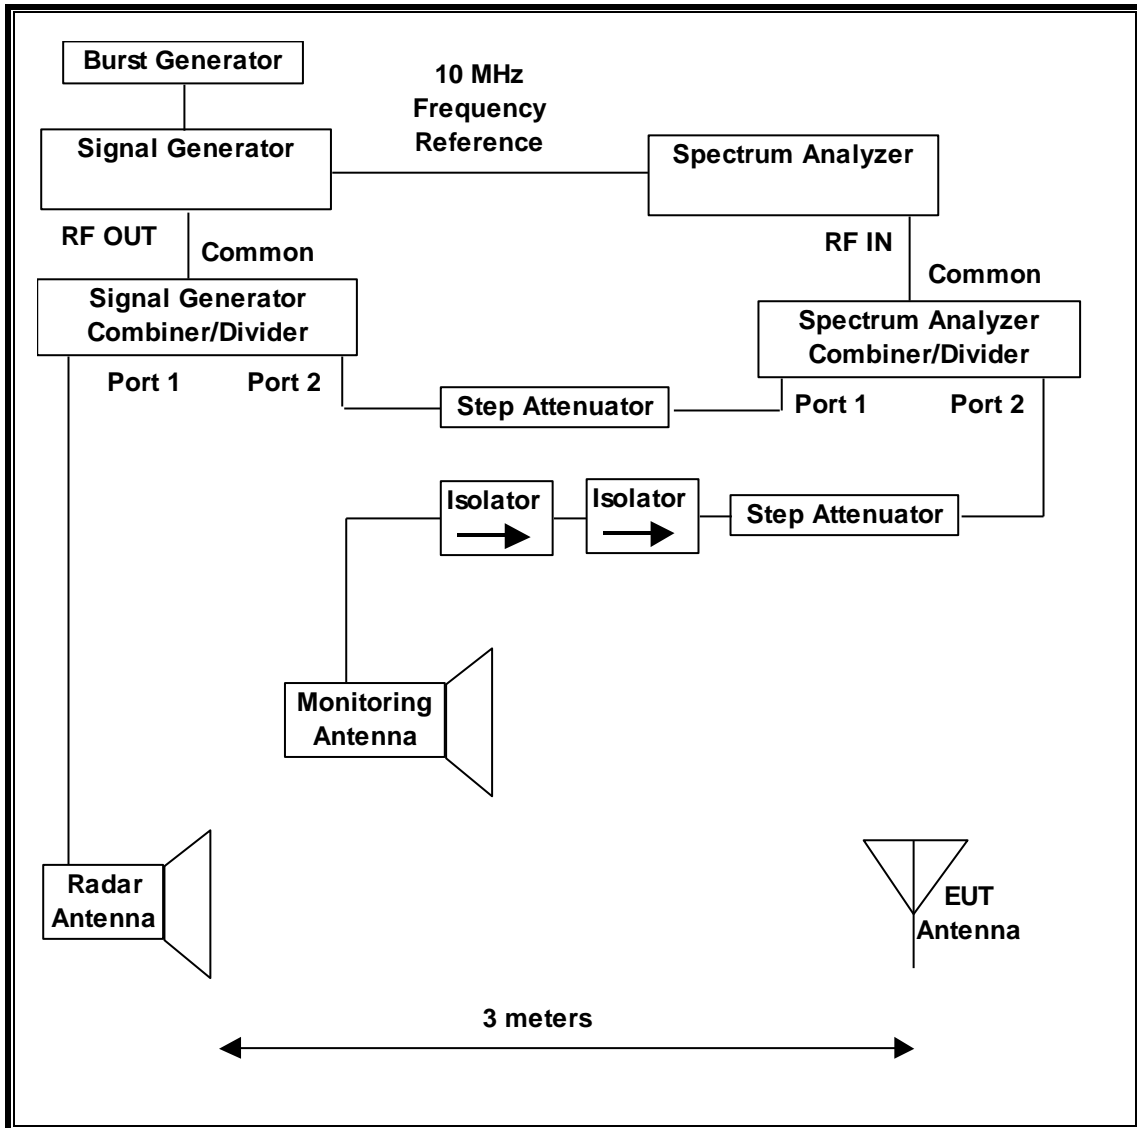 Burst Generator
10 MHz
Frequency
Reference
Signal Generator
Spectrum Analyzer
RF OUT
Common
RF IN
Common
Signal Generator
Combiner/Divider
Spectrum Analyzer
Combiner/Divider
Port 1
Port 2
Step Attenuator
Port 1
Port 2
Isolator
Isolator
Step Attenuator
Monitoring
Antenna
Radar
Antenna
EUT
Antenna
3 meters